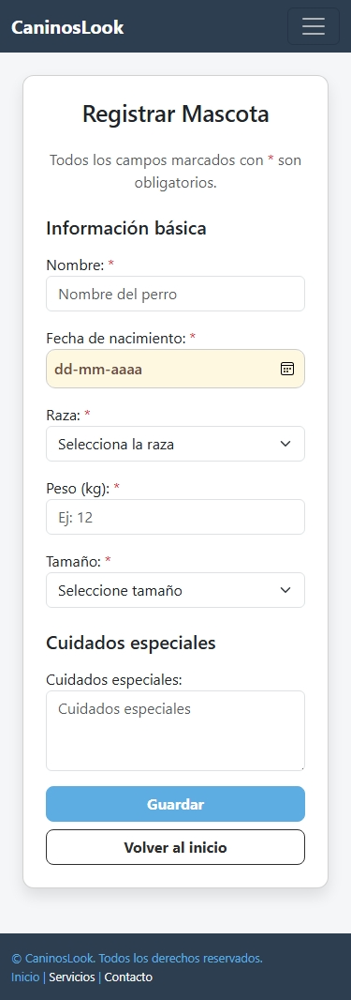 CaninosLook
Registrar Mascota
Todos los campos marcados con * son
obligatorios.
Información básica
Nombre: *
Nombre del perro
Fecha de nacimiento: *
dd-mm-aaaa
Raza: *
Selecciona la raza
Peso (kg): *
Ej: 12
Tamaño: *
Seleccione tamaño
Cuidados especiales
Cuidados especiales:
Cuidados especiales
Guardar
Volver al inicio
© CaninosLook. Todos los derechos reservados.
Inicio | Servicios | Contacto